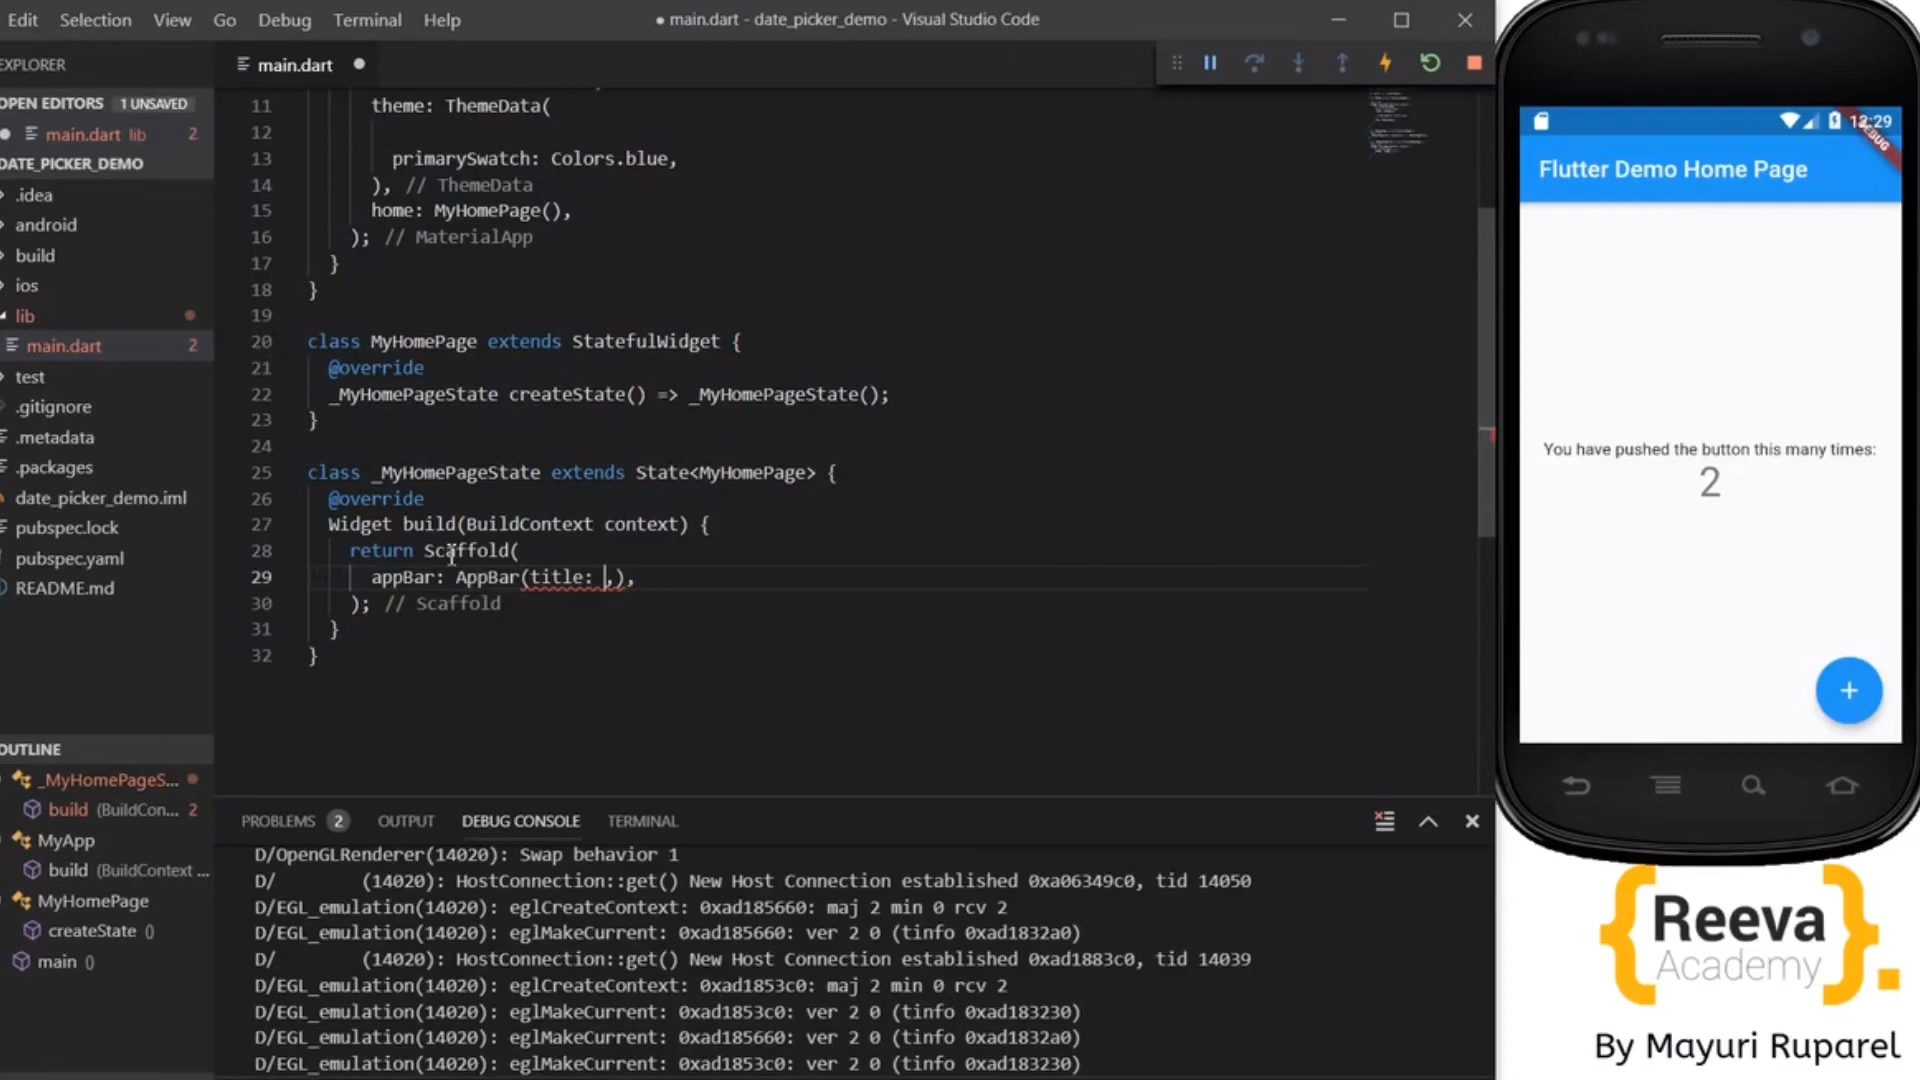 Edit Selection View Go Debug Terminal Help
● main.dart - date_picker_demo - Visual Studio Code
EXPLORER
OPEN EDITORS 1 UNSAVED
main.dart lib 2
DATE_PICKER_DEMO
.idea
android
build
ios
lib
main.dart 2
test
.gitignore
.metadata
.packages
date_picker_demo.iml
pubspec.lock
pubspec.yaml
README.md
OUTLINE
_MyHomePageS...
build (BuildCon... 2
MyApp
build (BuildContext ...
MyHomePage
createState ()
main ()
main.dart
11 theme: ThemeData(
12
13 primarySwatch: Colors.blue,
14 ), // ThemeData
15 home: MyHomePage(),
16 ); // MaterialApp
17 }
18 }
19
20 class MyHomePage extends StatefulWidget {
21 @override
22 _MyHomePageState createState() => _MyHomePageState();
23 }
24
25 class _MyHomePageState extends State<MyHomePage> {
26 @override
27 Widget build(BuildContext context) {
28 return Scaffold(
29 appBar: AppBar(title: ,),
30 ); // Scaffold
31 }
32 }
PROBLEMS 2 OUTPUT DEBUG CONSOLE TERMINAL
D/OpenGLRenderer(14020): Swap behavior 1
D/ (14020): HostConnection::get() New Host Connection established 0xa06349c0, tid 14050
D/EGL_emulation(14020): eglCreateContext: 0xad185660: maj 2 min 0 rcv 2
D/EGL_emulation(14020): eglMakeCurrent: 0xad185660: ver 2 0 (tinfo 0xad1832a0)
D/ (14020): HostConnection::get() New Host Connection established 0xad1883c0, tid 14039
D/EGL_emulation(14020): eglCreateContext: 0xad1853c0: maj 2 min 0 rcv 2
D/EGL_emulation(14020): eglMakeCurrent: 0xad1853c0: ver 2 0 (tinfo 0xad183230)
D/EGL_emulation(14020): eglMakeCurrent: 0xad185660: ver 2 0 (tinfo 0xad1832a0)
D/EGL_emulation(14020): eglMakeCurrent: 0xad1853c0: ver 2 0 (tinfo 0xad183230)
12:29
DEBUG
Flutter Demo Home Page
You have pushed the button this many times:
2
+
{Reeva
Academy}.
By Mayuri Ruparel